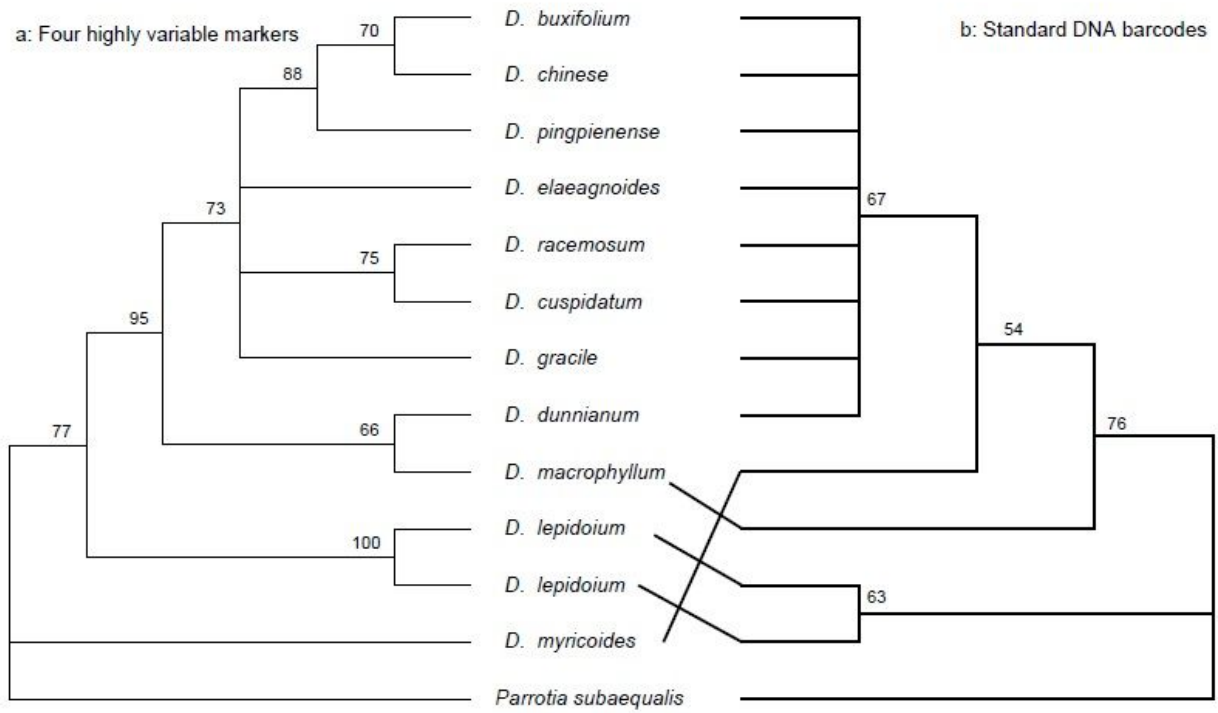 a: Four highly variable markers
b: Standard DNA barcodes
D. buxifolium
D. chinese
D. pingpienense
D. elaeagnoides
D. racemosum
D. cuspidatum
D. gracile
D. dunnianum
D. macrophyllum
D. lepidoium
D. lepidoium
D. myricoides
Parrotia subaequalis
70
88
73
75
95
66
77
100
67
54
76
63